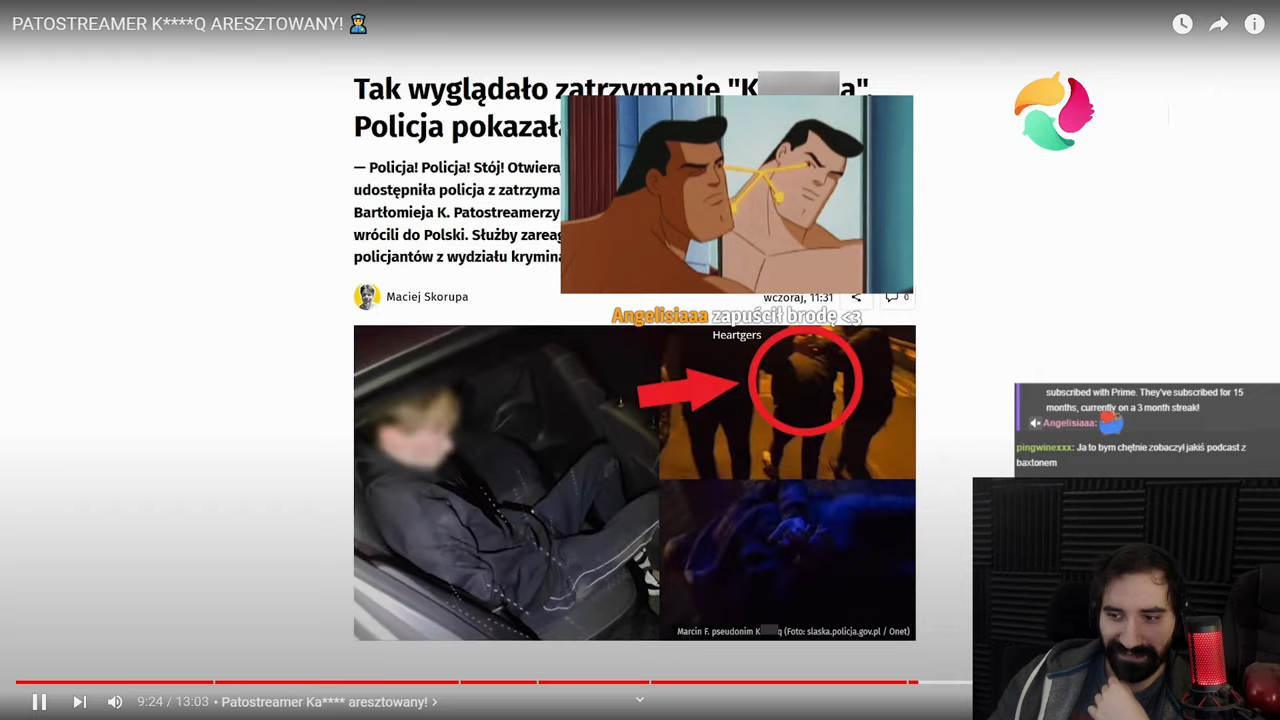 PATOSTREAMER K****Q ARESZTOWANY!
Tak wyglądało zatrzymanie "K a"
Policja pokazała
— Policja! Policja! Stój! Otwiera
udostępniła policja z zatrzyma
Bartłomieja K. Patostreamerzy
wrócili do Polski. Służby zareag
policjantów z wydziału krymina
Maciej Skorupa
wczoraj, 11:31
0
Angelisiaaa zapuścił brodę <3
Heartgers
Marcin F. pseudonim K q (Foto: slaska.policja.gov.pl / Onet)
subscribed with Prime. They've subscribed for 15
months, currently on a 3 month streak!
Angelisiaaa:
pingwinexxx: Ja to bym chętnie zobaczył jakiś podcast z
baxtonem
9:24 / 13:03 • Patostreamer Ka**** aresztowany! >